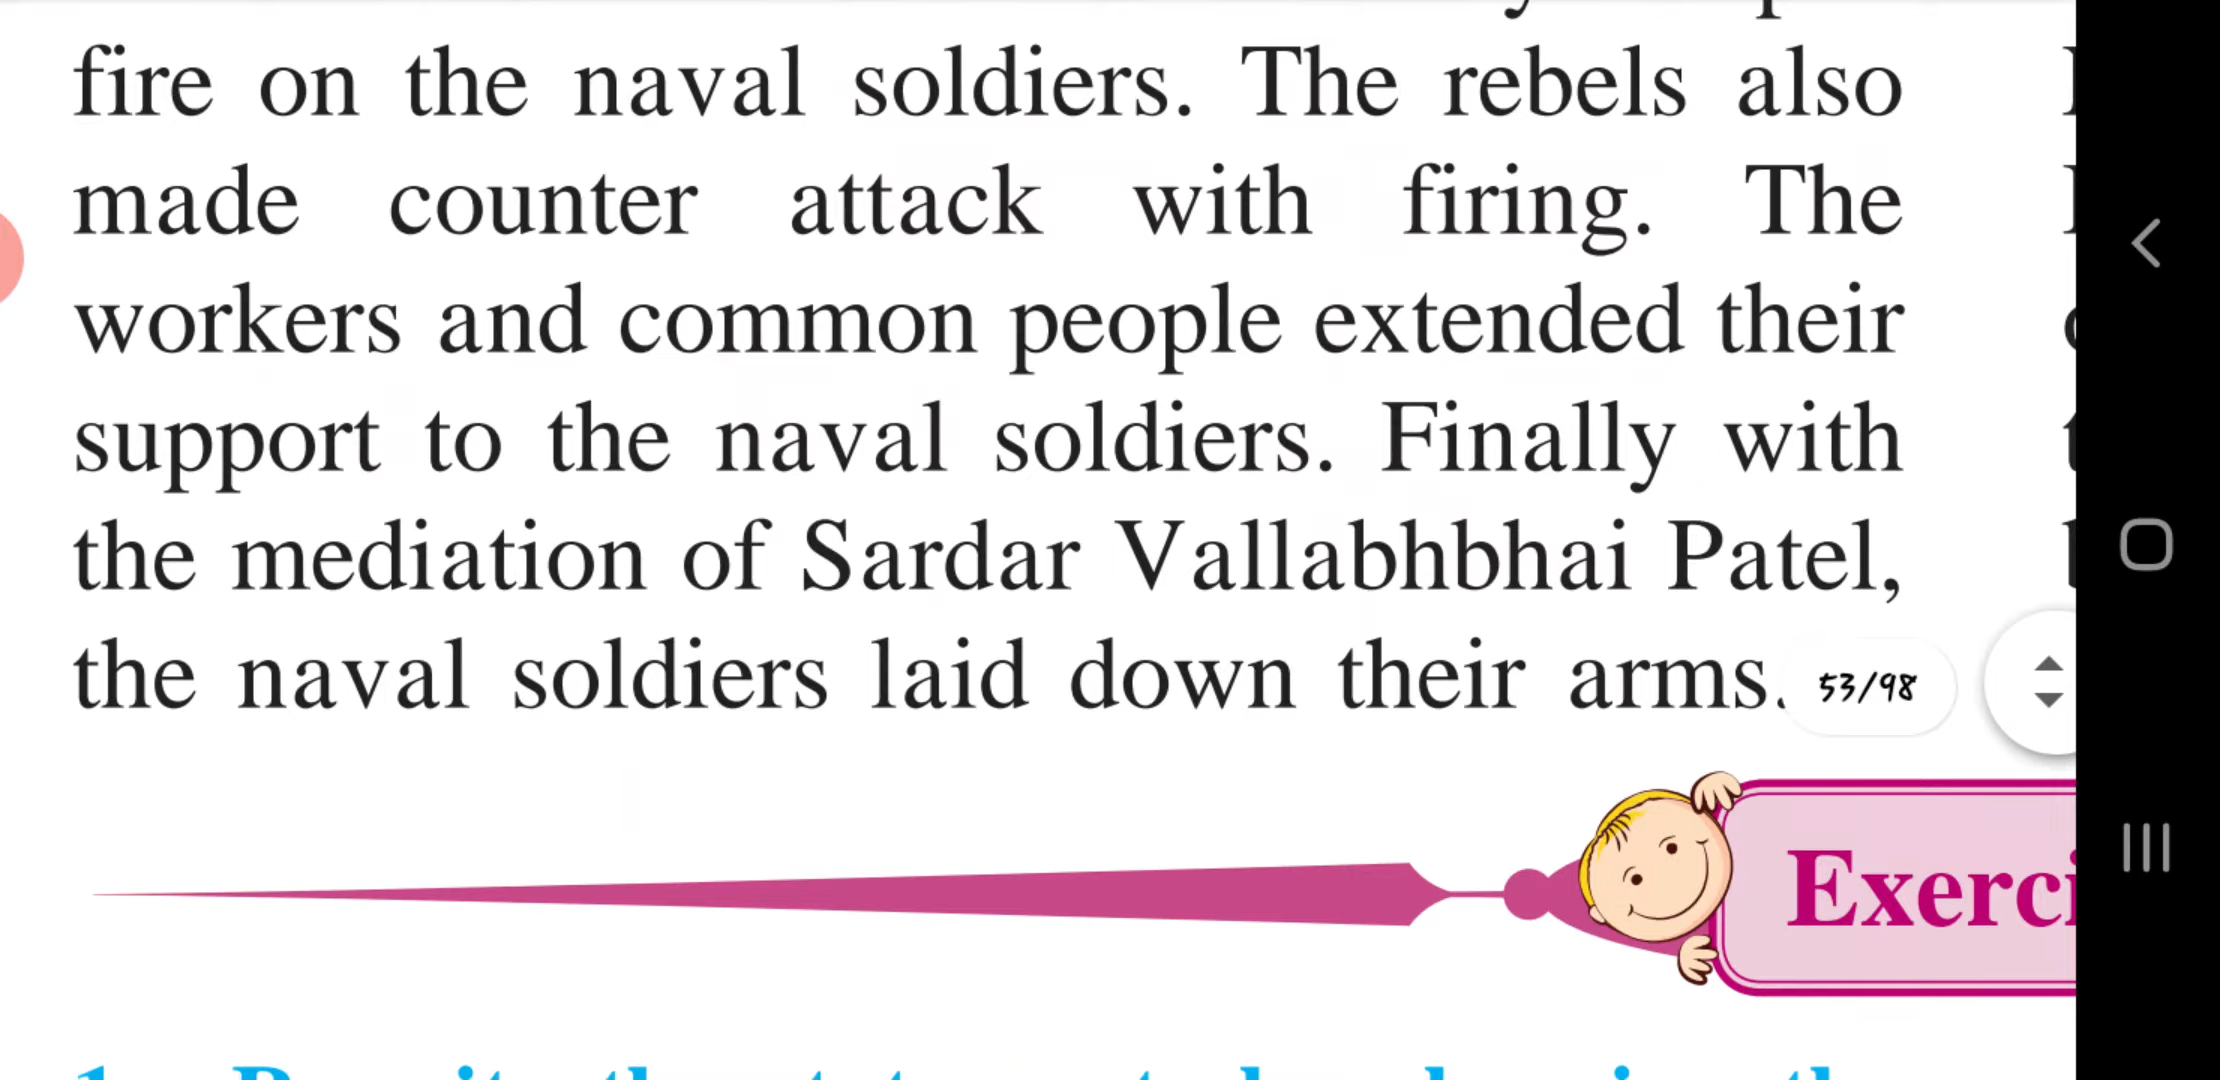 fire on the naval soldiers. The rebels also
made counter attack with firing. The
workers and common people extended their
support to the naval soldiers. Finally with
the mediation of Sardar Vallabhbhai Patel,
the naval soldiers laid down their arms.
53/98